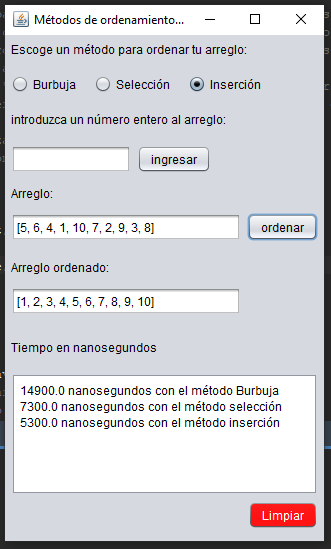 Métodos de ordenamiento...
Escoge un método para ordenar tu arreglo:
Burbuja Selección Inserción
introduzca un número entero al arreglo:
ingresar
Arreglo:
[5, 6, 4, 1, 10, 7, 2, 9, 3, 8] ordenar
Arreglo ordenado:
[1, 2, 3, 4, 5, 6, 7, 8, 9, 10]
Tiempo en nanosegundos
14900.0 nanosegundos con el método Burbuja
7300.0 nanosegundos con el método selección
5300.0 nanosegundos con el método inserción
Limpiar